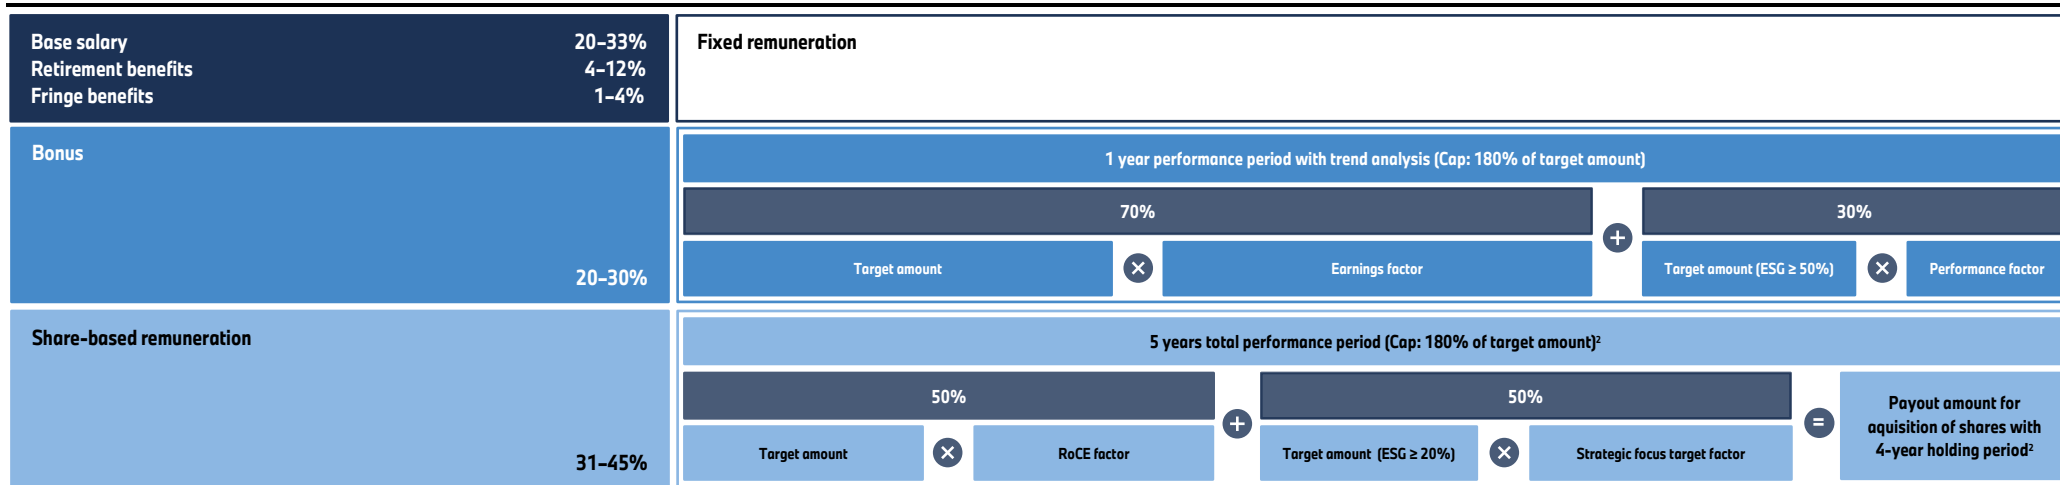 Base salary 20–33%
Retirement benefits 4–12%
Fringe benefits 1–4%
Fixed remuneration
Bonus
20–30%
1 year performance period with trend analysis (Cap: 180% of target amount)
70%
+
30%
Target amount × Earnings factor
Target amount (ESG ≥ 50%) × Performance factor
Share-based remuneration
31–45%
5 years total performance period (Cap: 180% of target amount)²
50%
+
50%
Target amount × RoCE factor
Target amount (ESG ≥ 20%) × Strategic focus target factor
=
Payout amount for
aquisition of shares with
4-year holding period²